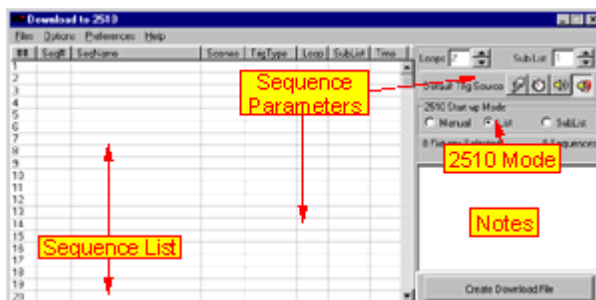 Download to 2510
Files Options Preferences Help
## Seq# SeqName Scenes TrigType Loop SubList Time
Loops 2 SubList 1
Default Trig Source
2510 Start up Mode
Manual List SubList
Sequences
1
2
3
4
5
6
7
8
9
10
11
12
13
14
15
16
17
18
19
20
Sequence
Parameters
2510 Mode
Notes
Sequence List
Create Download File